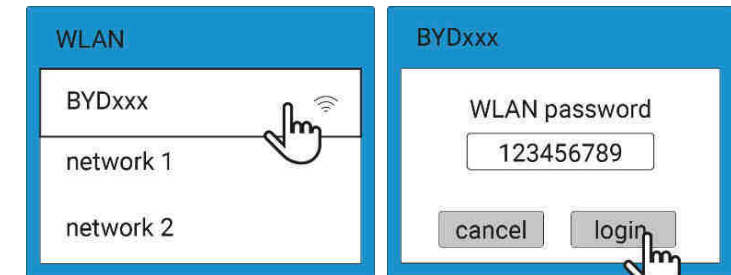 WLAN
BYDxxx
network 1
network 2
BYDxxx
WLAN password
123456789
cancel login